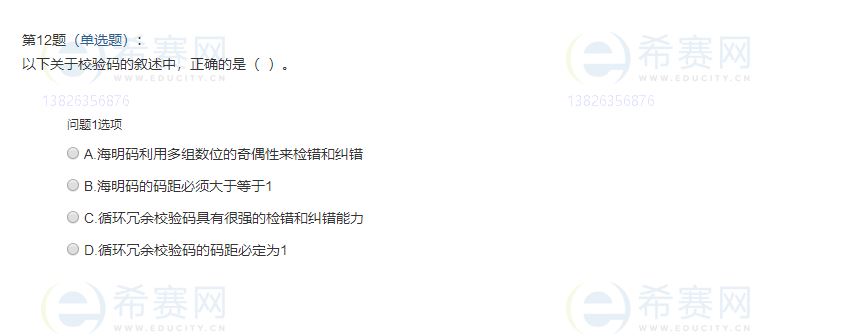 第12题（单选题）：
以下关于校验码的叙述中，正确的是（ ）。
希赛网
WWW.EDUCITY.CN
希赛网
WWW.EDUCITY.CN
13826356876
13826356876
问题1选项
A.海明码利用多组数位的奇偶性来检错和纠错
B.海明码的码距必须大于等于1
C.循环冗余校验码具有很强的检错和纠错能力
D.循环冗余校验码的码距必定为1
希赛网
WWW.EDUCITY.CN
希赛网
WWW.EDUCITY.CN